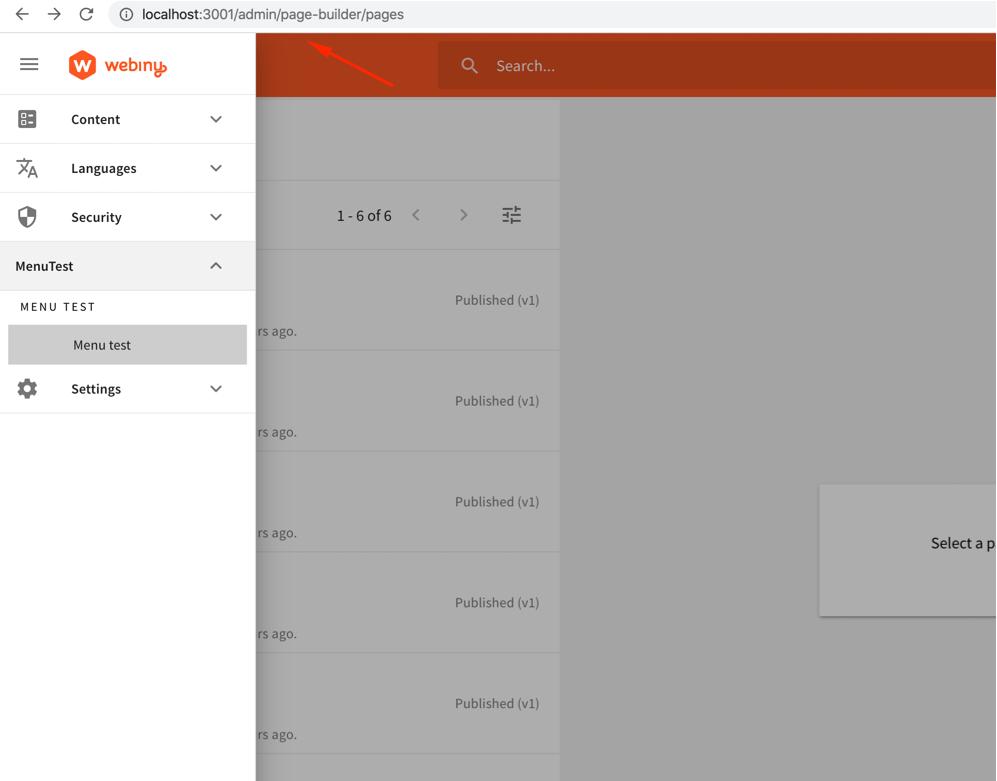 localhost:3001/admin/page-builder/pages
webiny
Search...
Content
Languages
Security
1 - 6 of 6
MenuTest
MENU TEST
Menu test
Settings
Published (v1)
rs ago.
Published (v1)
rs ago.
Published (v1)
rs ago.
Published (v1)
rs ago.
Published (v1)
rs ago.
Select a p